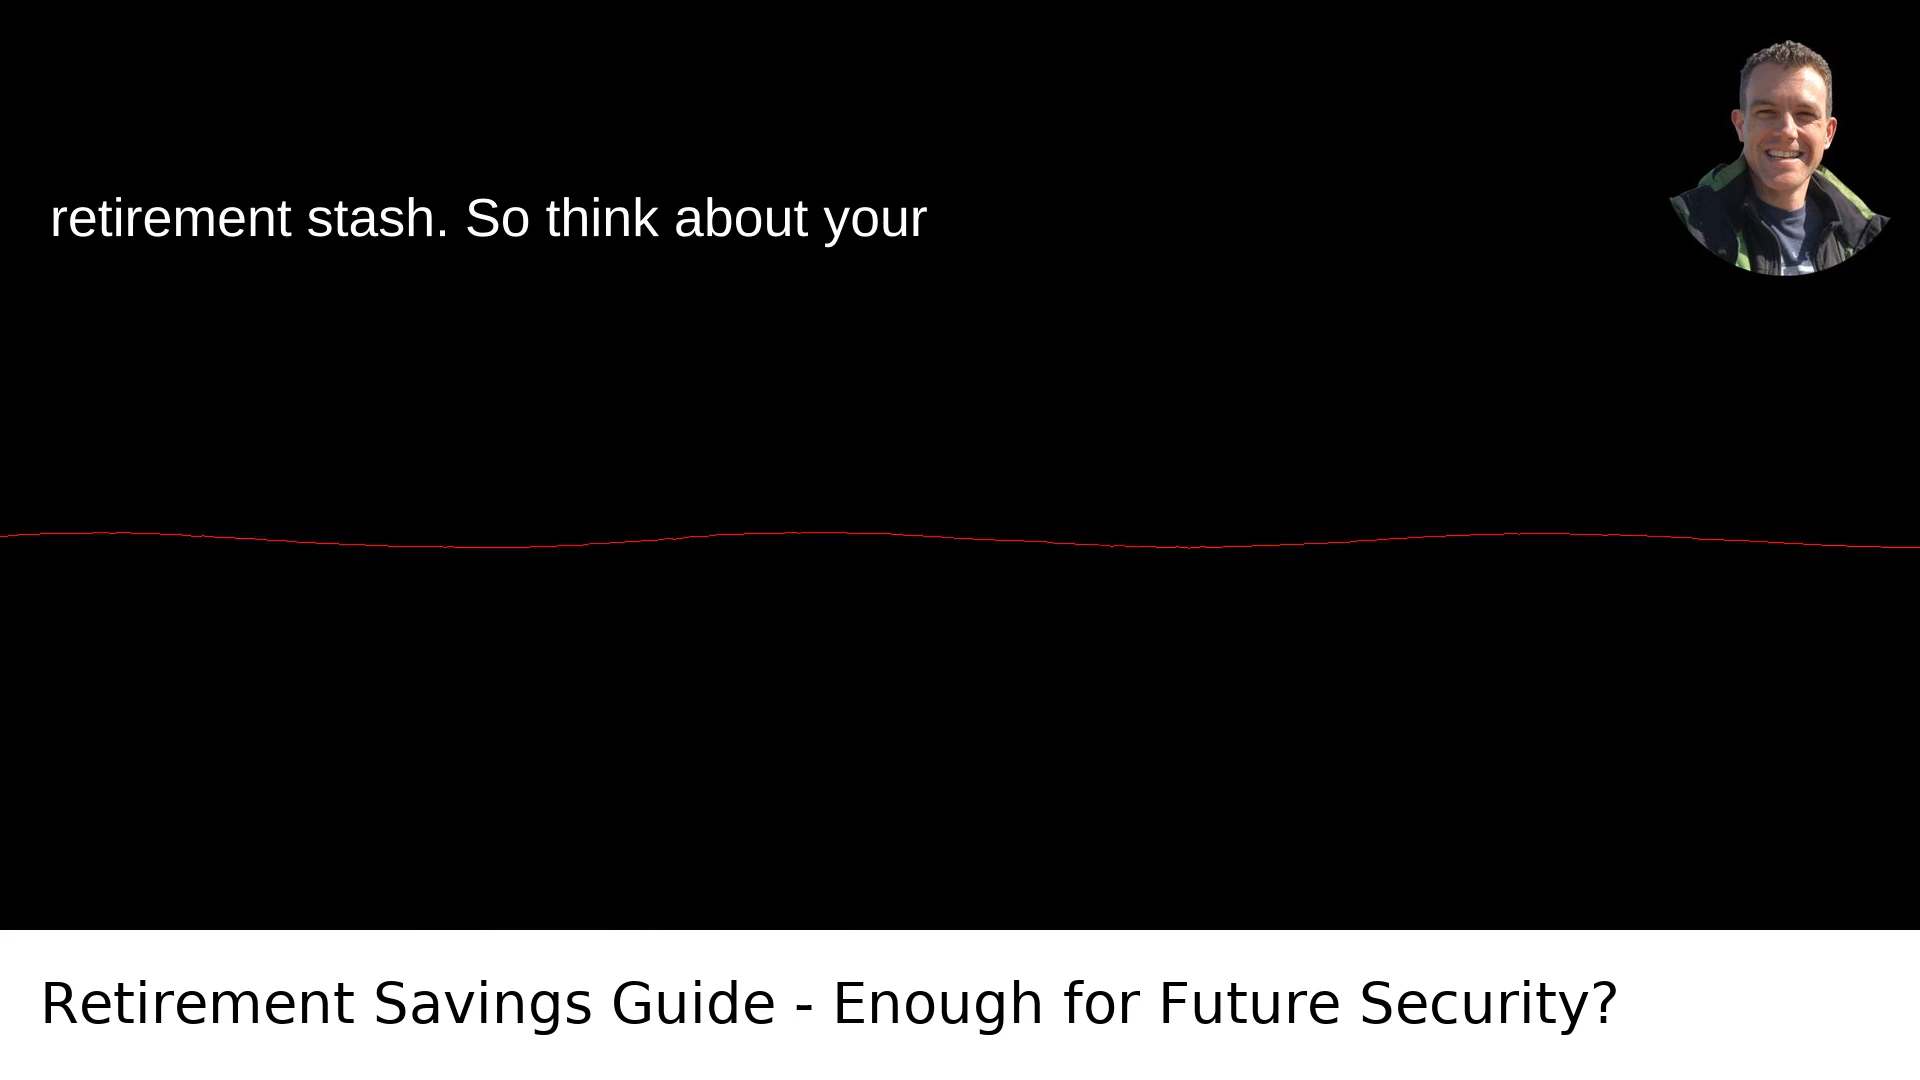 retirement stash. So think about your
Retirement Savings Guide - Enough for Future Security?